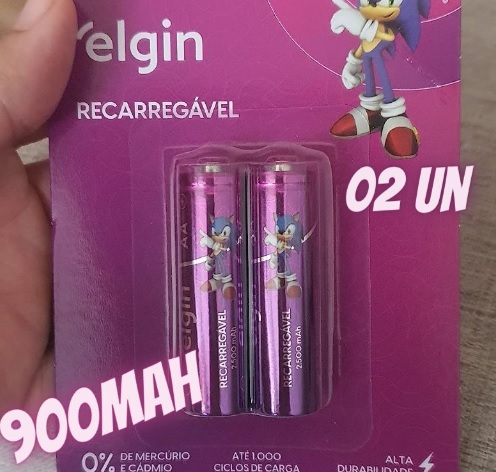 elgin
RECARREGÁVEL
02 UN
AA
elgin
RECARREGÁVEL
2.500 mAh
RECARREGÁVEL
2.500 mAh
900MAH
0% DE MERCÚRIO
E CÁDMIO
ATÉ 1.000
CICLOS DE CARGA
ALTA
DURABILIDADE